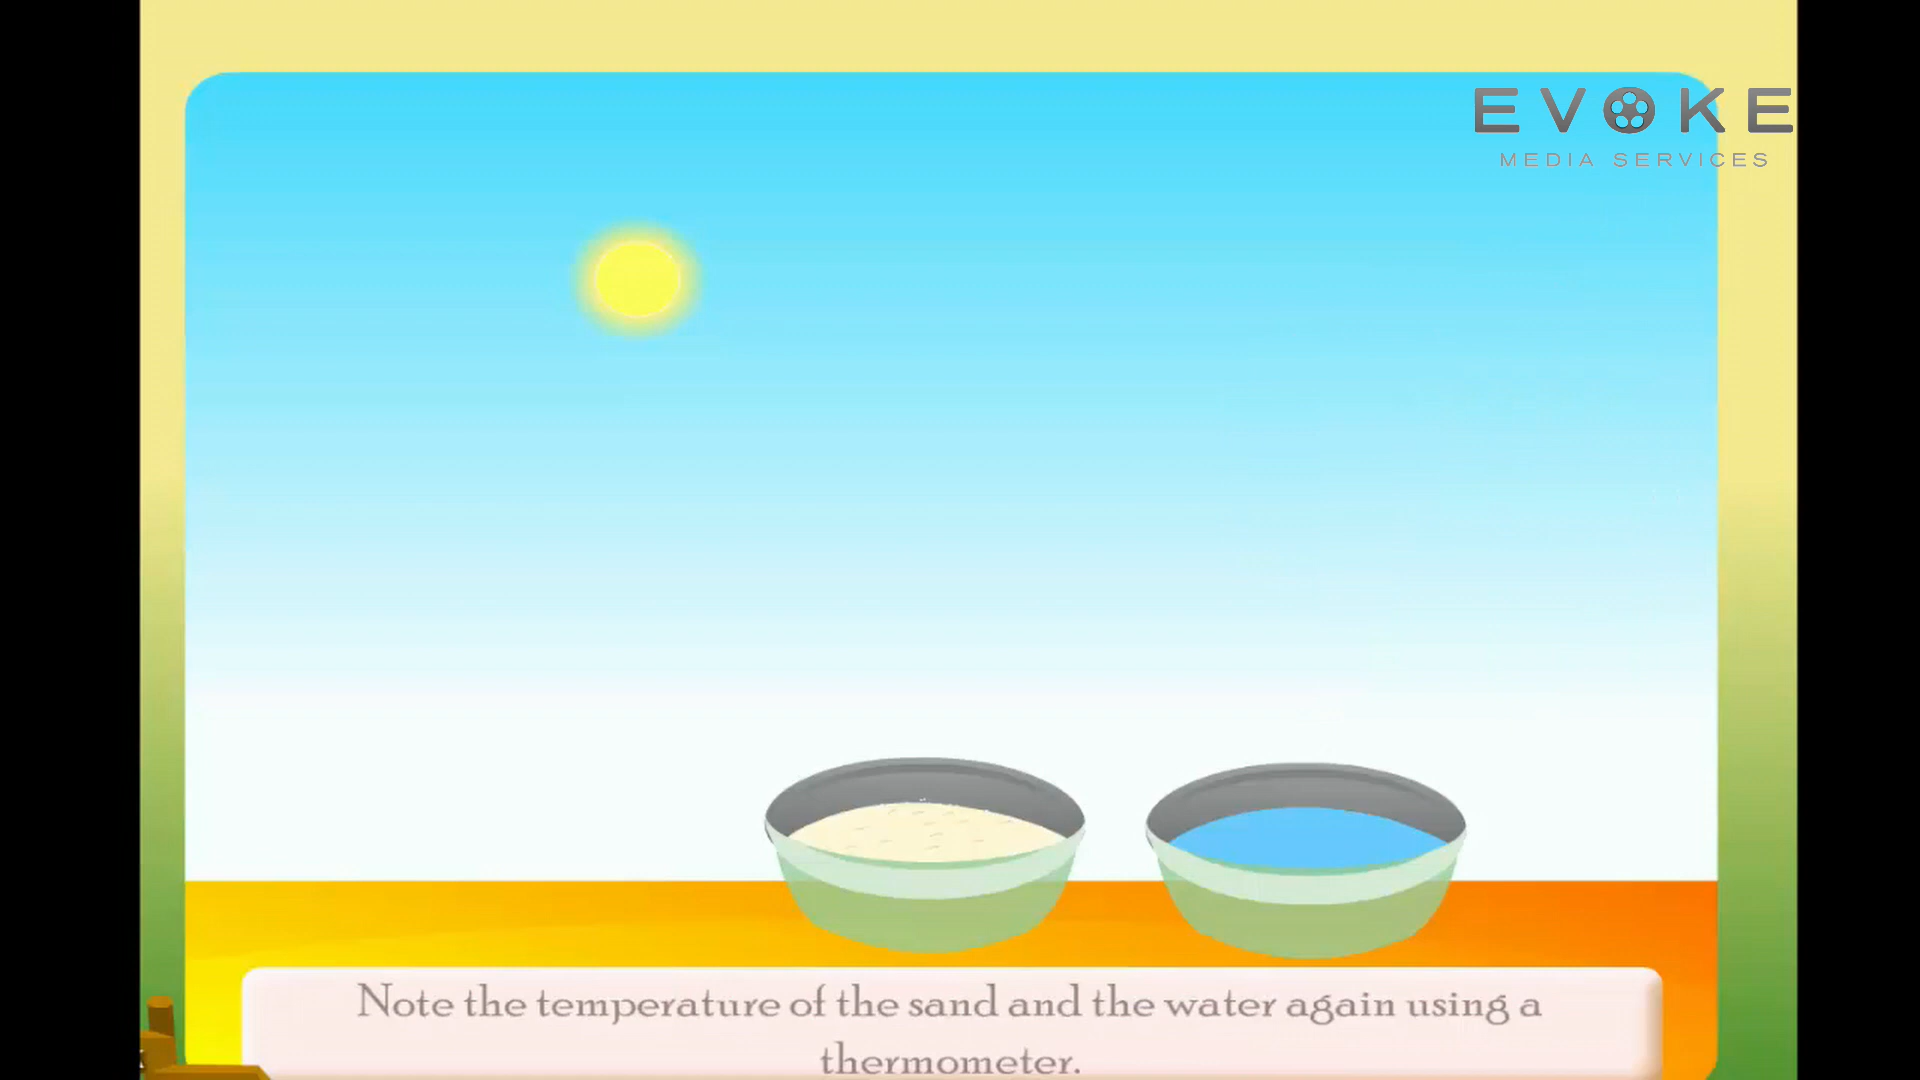 EVOKE
MEDIA SERVICES
Note the temperature of the sand and the water again using a
thermometer.